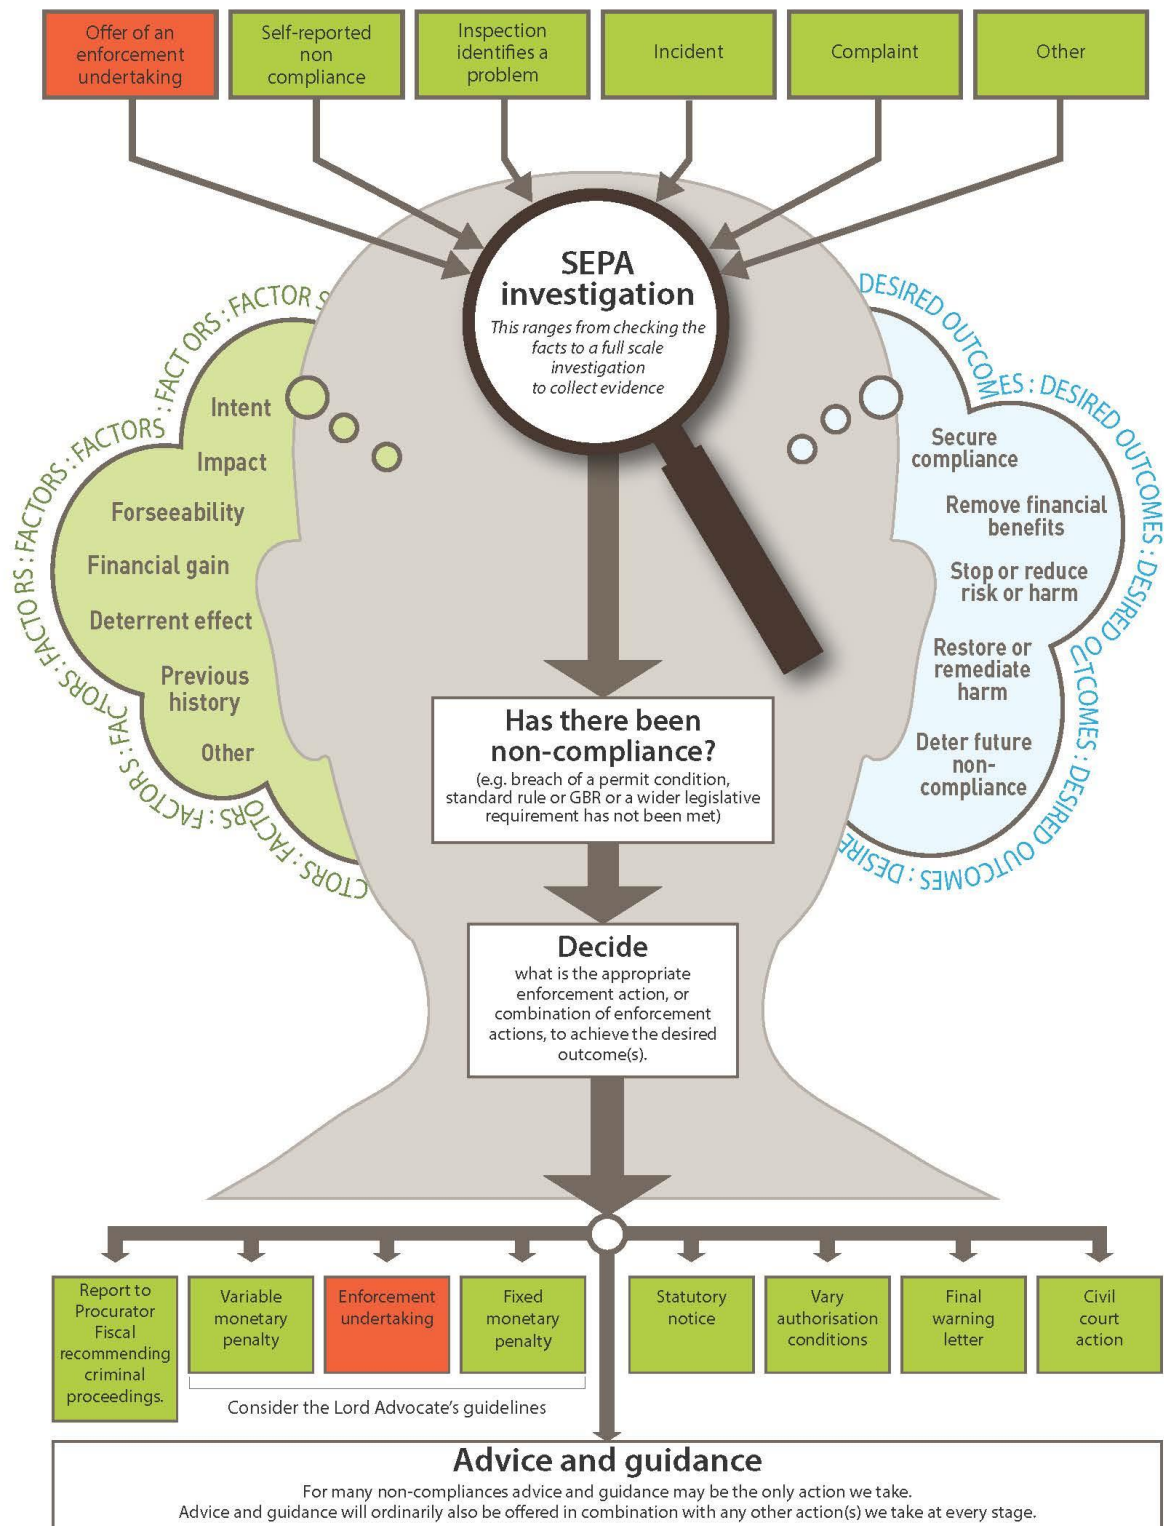 Offer of an
enforcement
undertaking
Self-reported
non
compliance
Inspection
identifies a
problem
Incident
Complaint
Other
SEPA
investigation
This ranges from checking the
facts to a full scale
investigation
to collect evidence
FACTORS : FACTORS : FACTORS : FACTORS : FACTORS : FACTORS : FACTORS : FACTORS
Intent
Impact
Forseeability
Financial gain
Deterrent effect
Previous
history
Other
DESIRED OUTCOMES : DESIRED OUTCOMES : DESIRED OUTCOMES : DESIRED OUTCOMES : DESIRE
Secure
compliance
Remove financial
benefits
Stop or reduce
risk or harm
Restore or
remediate
harm
Deter future
non-
compliance
Has there been
non-compliance?
(e.g. breach of a permit condition,
standard rule or GBR or a wider legislative
requirement has not been met)
Decide
what is the appropriate
enforcement action, or
combination of enforcement
actions, to achieve the desired
outcome(s).
Report to
Procurator
Fiscal
recommending
criminal
proceedings.
Variable
monetary
penalty
Enforcement
undertaking
Fixed
monetary
penalty
Statutory
notice
Vary
authorisation
conditions
Final
warning
letter
Civil
court
action
Consider the Lord Advocate's guidelines
Advice and guidance
For many non-compliances advice and guidance may be the only action we take.
Advice and guidance will ordinarily also be offered in combination with any other action(s) we take at every stage.